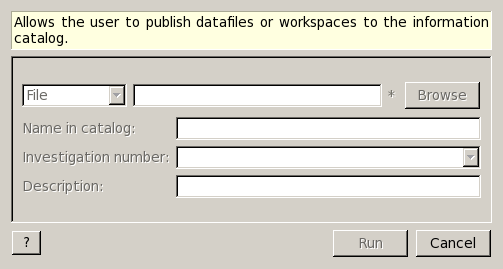 Allows the user to publish datafiles or workspaces to the information
catalog.
File * Browse
Name in catalog:
Investigation number:
Description:
? Run Cancel